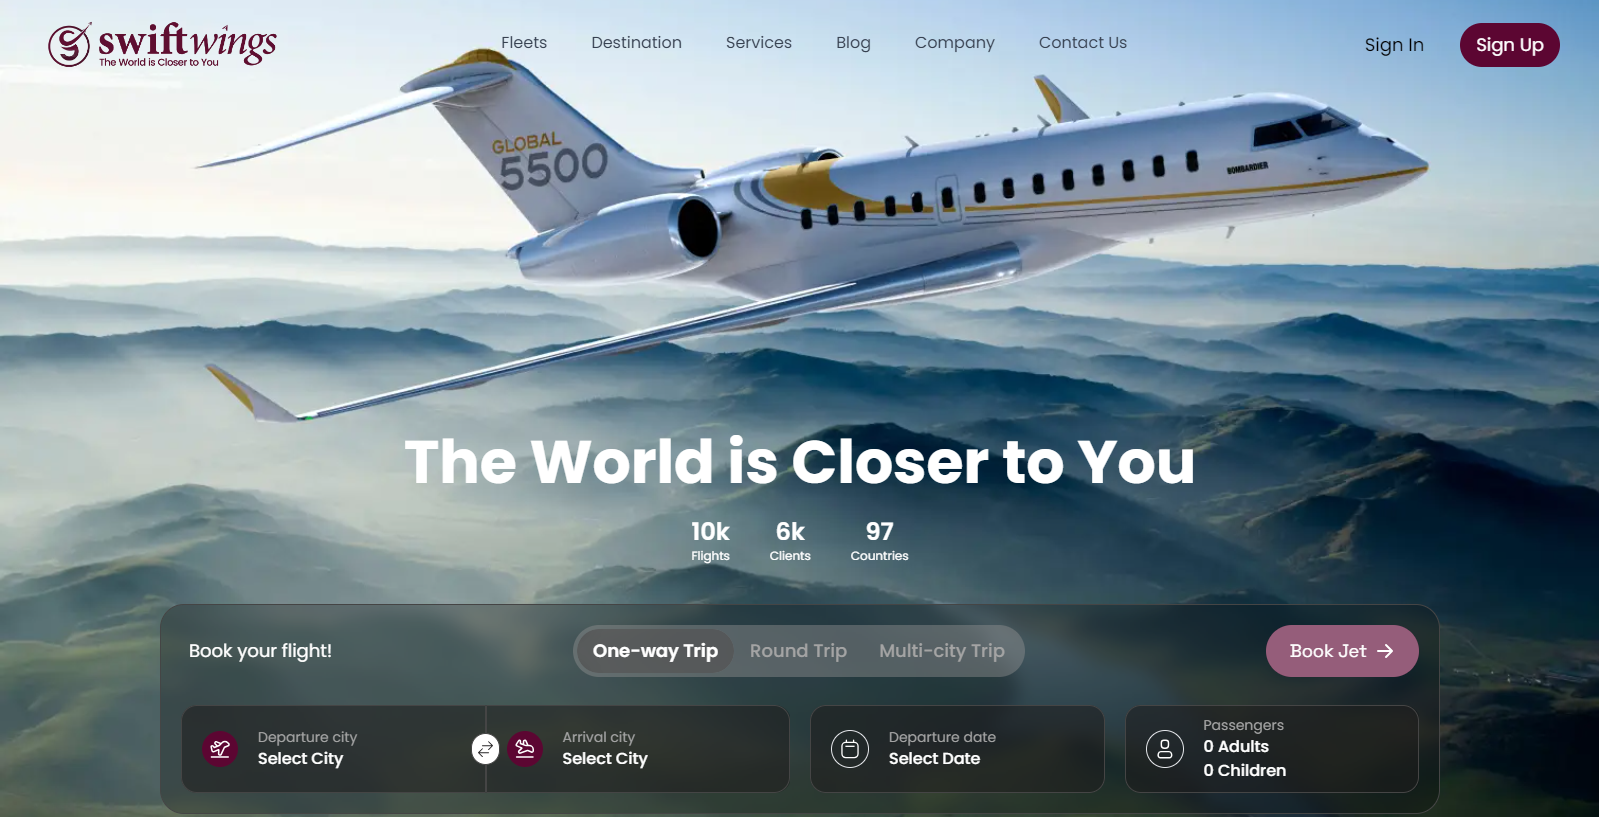 swiftwings
The World is Closer to You
Fleets
Destination
Services
Blog
Company
Contact Us
Sign In
Sign Up
GLOBAL
5500
BOMBARDIER
The World is Closer to You
10k
Flights
6k
Clients
97
Countries
Book your flight!
One-way Trip
Round Trip
Multi-city Trip
Book Jet
Departure city
Select City
Arrival city
Select City
Departure date
Select Date
Passengers
0 Adults
0 Children